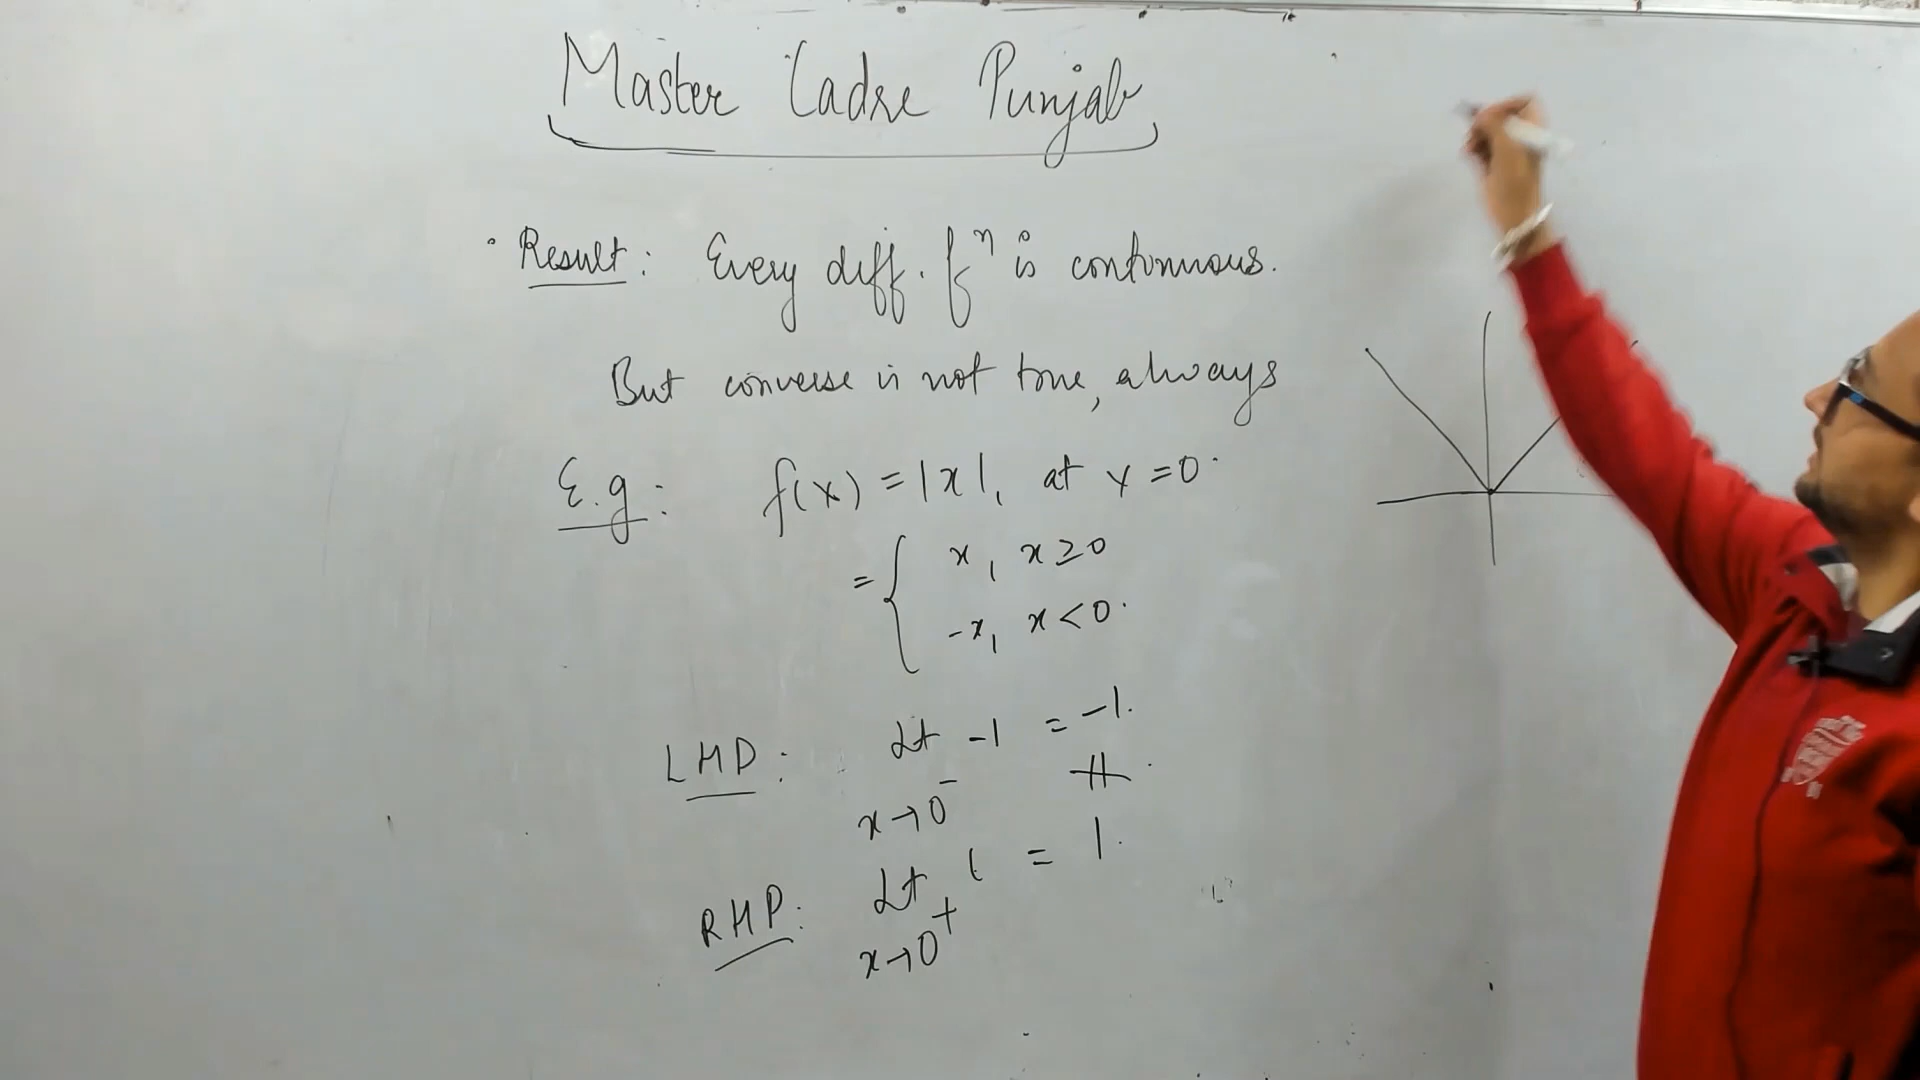 Master Cadre Punjab
• Result: Every diff. fⁿ is continuous.
But converse is not true, always
E.g: f(x) = |x|, at x = 0.
= { x, x ≥ 0
-x, x < 0.
LHD: Lt -1 = -1.
x→0⁻
≠
RHD: Lt 1 = 1.
x→0⁺